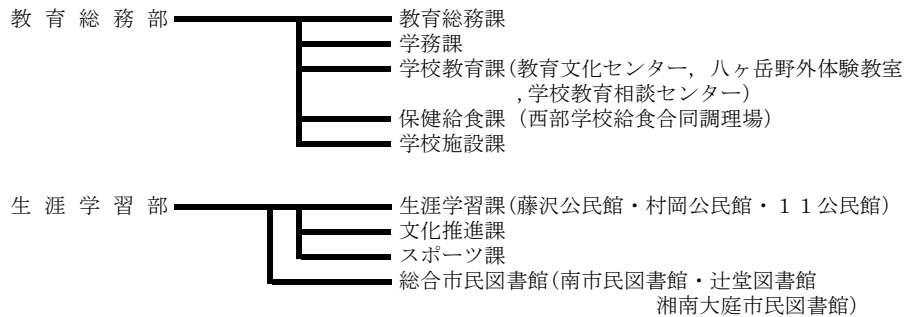 教育総務部 教育総務課
学務課
学校教育課(教育文化センター，八ヶ岳野外体験教室
,学校教育相談センター)
保健給食課（西部学校給食合同調理場）
学校施設課
生涯学習部 生涯学習課(藤沢公民館・村岡公民館・１１公民館)
文化推進課
スポーツ課
総合市民図書館(南市民図書館・辻堂図書館
湘南大庭市民図書館)